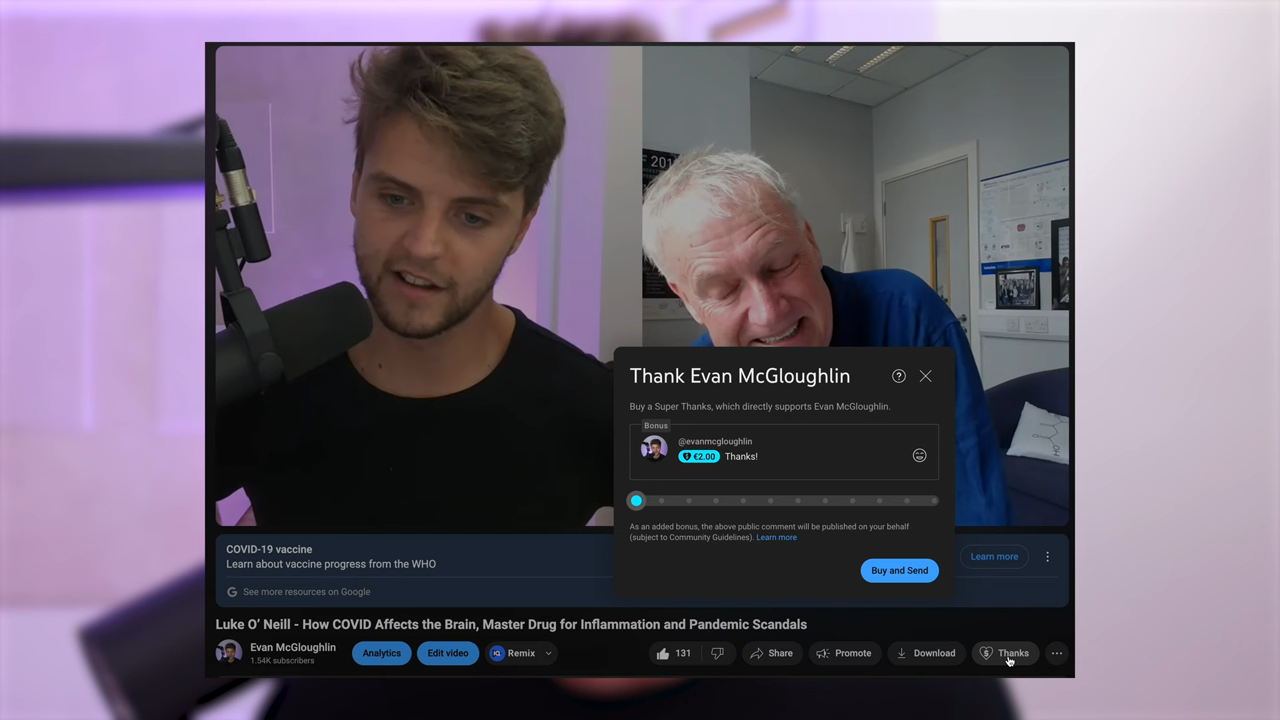 F 201
Thank Evan McGloughlin
Buy a Super Thanks, which directly supports Evan McGloughlin.
Bonus
@evanmcgloughlin
€2.00 Thanks!
As an added bonus, the above public comment will be published on your behalf
(subject to Community Guidelines). Learn more
Buy and Send
COVID-19 vaccine
Learn about vaccine progress from the WHO
Learn more
G See more resources on Google
Luke O’ Neill - How COVID Affects the Brain, Master Drug for Inflammation and Pandemic Scandals
Evan McGloughlin
1.54K subscribers
Analytics
Edit video
Remix
131
Share
Promote
Download
Thanks